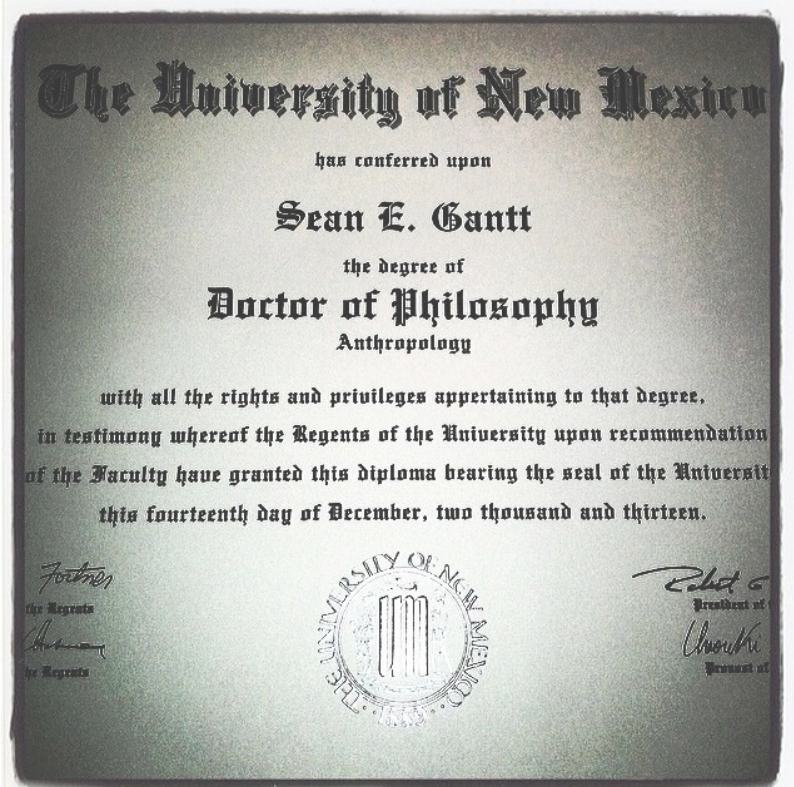 The University of New Mexico
has conferred upon
Sean E. Gantt
the degree of
Doctor of Philosophy
Anthropology
with all the rights and privileges appertaining to that degree,
in testimony whereof the Regents of the University upon recommendation
of the Faculty have granted this diploma bearing the seal of the Universit
this fourteenth day of December, two thousand and thirteen.
Fortner
the Regents
he Regents
Robert G
President of
Provost of
THE UNIVERSITY OF NEW MEXICO
1889